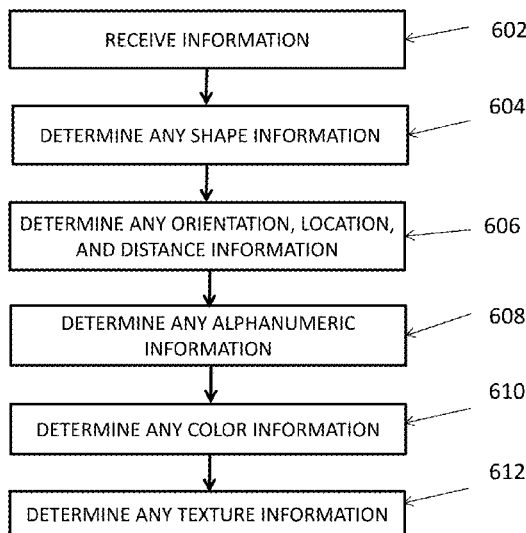 RECEIVE INFORMATION
602
DETERMINE ANY SHAPE INFORMATION
604
DETERMINE ANY ORIENTATION, LOCATION,
AND DISTANCE INFORMATION
606
DETERMINE ANY ALPHANUMERIC
INFORMATION
608
DETERMINE ANY COLOR INFORMATION
610
DETERMINE ANY TEXTURE INFORMATION
612